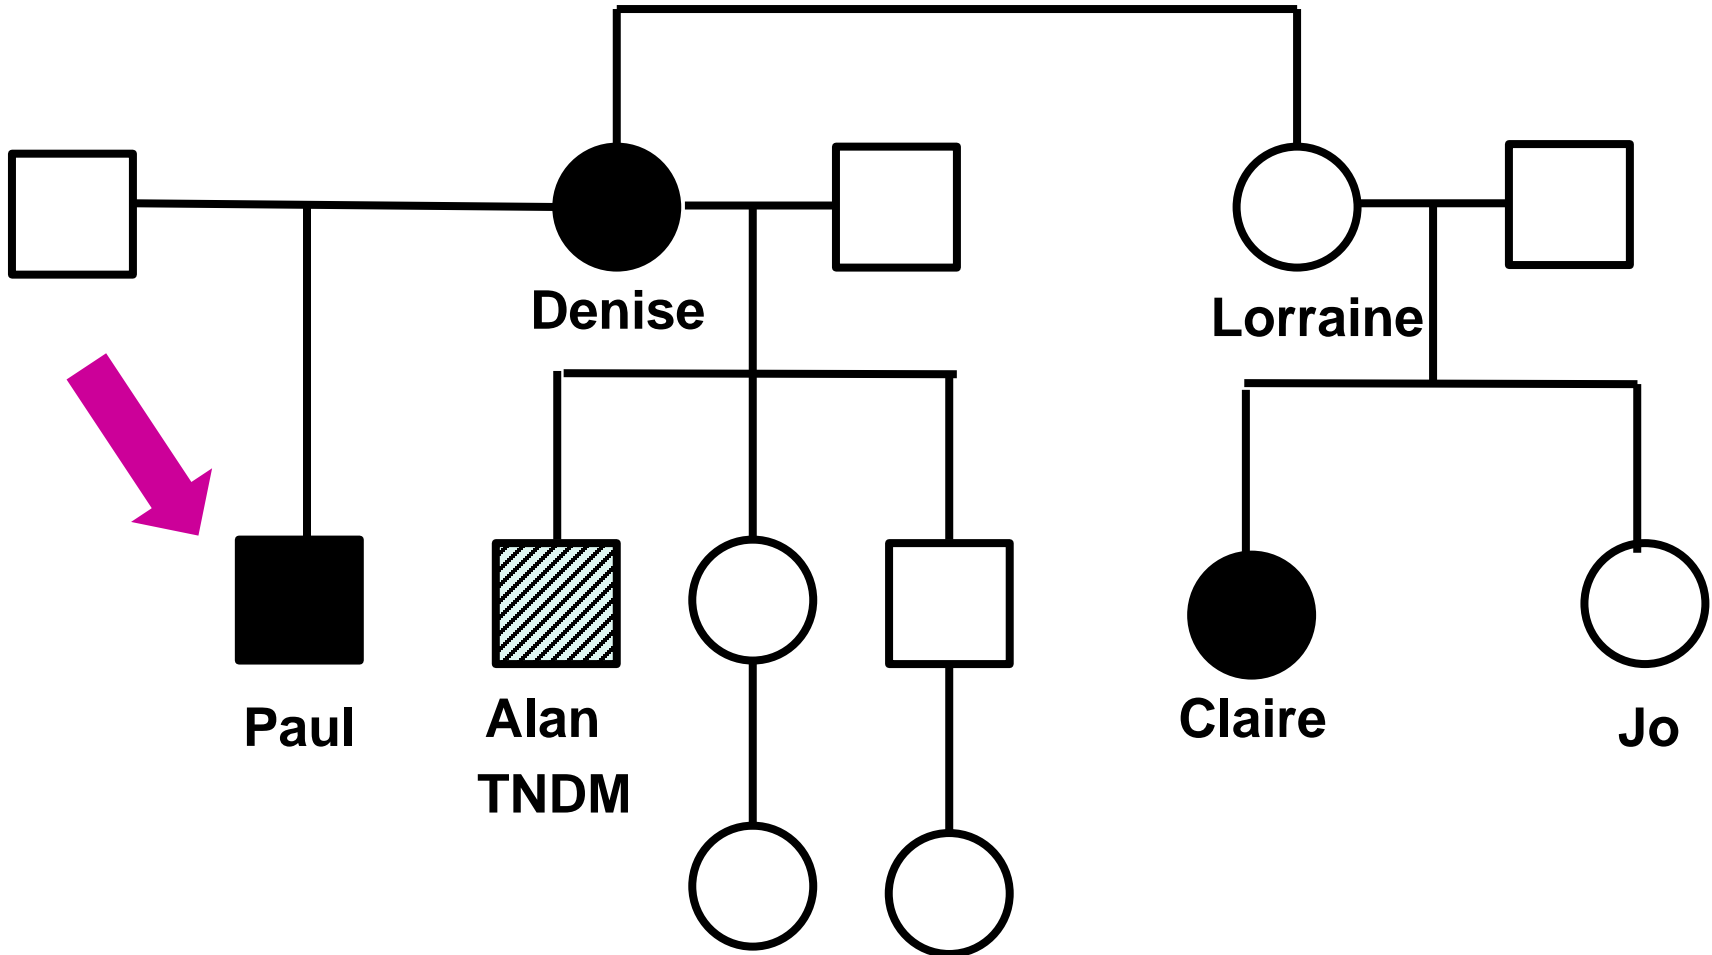 Denise
Lorraine
Paul
Alan
TNDM
Claire
Jo